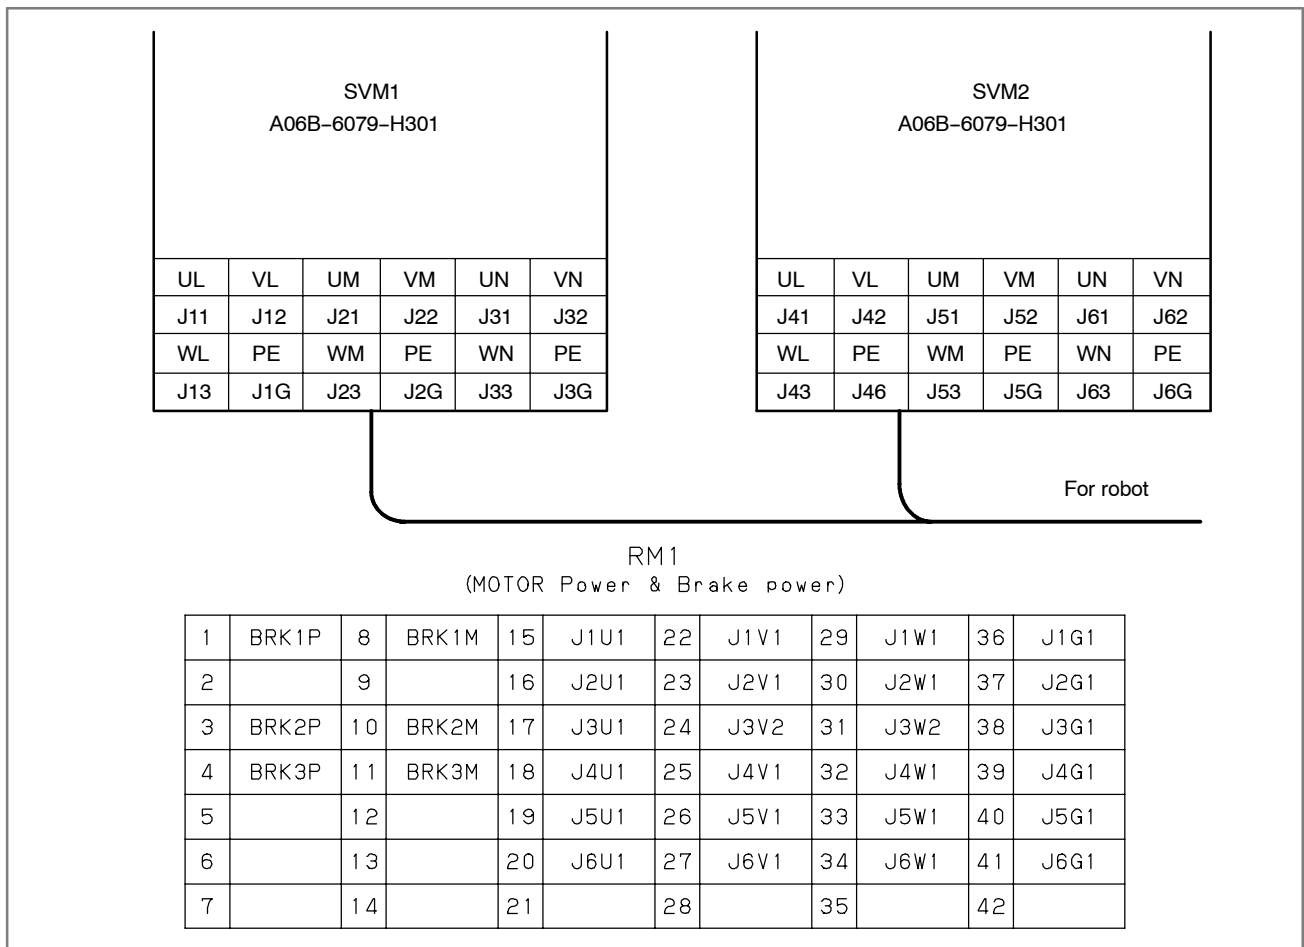 SVM1
A06B-6079-H301
UL VL UM VM UN VN
J11 J12 J21 J22 J31 J32
WL PE WM PE WN PE
J13 J1G J23 J2G J33 J3G
SVM2
A06B-6079-H301
UL VL UM VM UN VN
J41 J42 J51 J52 J61 J62
WL PE WM PE WN PE
J43 J46 J53 J5G J63 J6G
For robot
RM1
(MOTOR Power & Brake power)
1 BRK1P 8 BRK1M 15 J1U1 22 J1V1 29 J1W1 36 J1G1
2 9 16 J2U1 23 J2V1 30 J2W1 37 J2G1
3 BRK2P 10 BRK2M 17 J3U1 24 J3V2 31 J3W2 38 J3G1
4 BRK3P 11 BRK3M 18 J4U1 25 J4V1 32 J4W1 39 J4G1
5 12 19 J5U1 26 J5V1 33 J5W1 40 J5G1
6 13 20 J6U1 27 J6V1 34 J6W1 41 J6G1
7 14 21 28 35 42